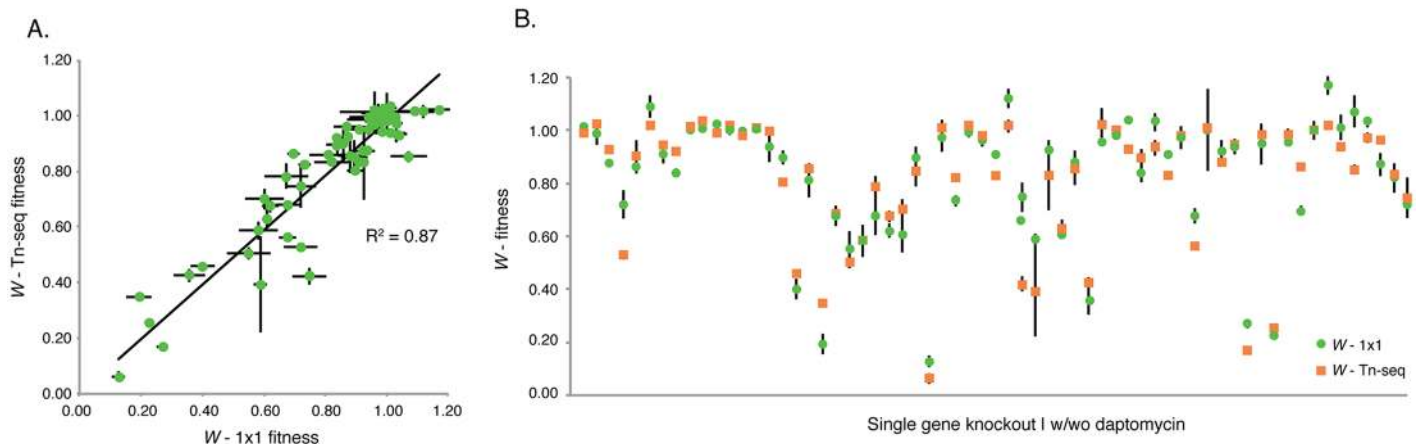 A.
1.20
1.00
0.80
0.60
0.40
0.20
0.00
W - Tn-seq fitness
R² = 0.87
0.00 0.20 0.40 0.60 0.80 1.00 1.20
W - 1x1 fitness
B.
1.20
1.00
0.80
0.60
0.40
0.20
0.00
W - fitness
W - 1x1
W - Tn-seq
Single gene knockout | w/wo daptomycin